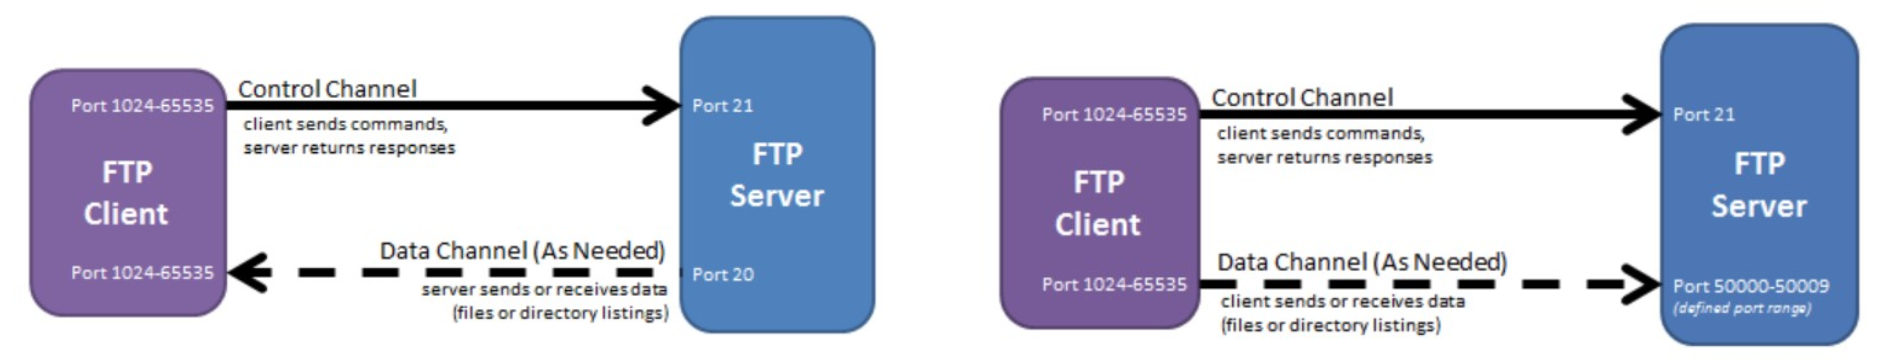 Control Channel
Port 1024-65535
Port 21
client sends commands,
server returns responses
FTP
Client
FTP
Server
Data Channel (As Needed)
Port 1024-65535
Port 20
server sends or receives data
(files or directory listings)
Control Channel
Port 1024-65535
Port 21
client sends commands,
server returns responses
FTP
Client
FTP
Server
Data Channel (As Needed)
Port 1024-65535
Port 50000-50009
(defined port range)
client sends or receives data
(files or directory listings)